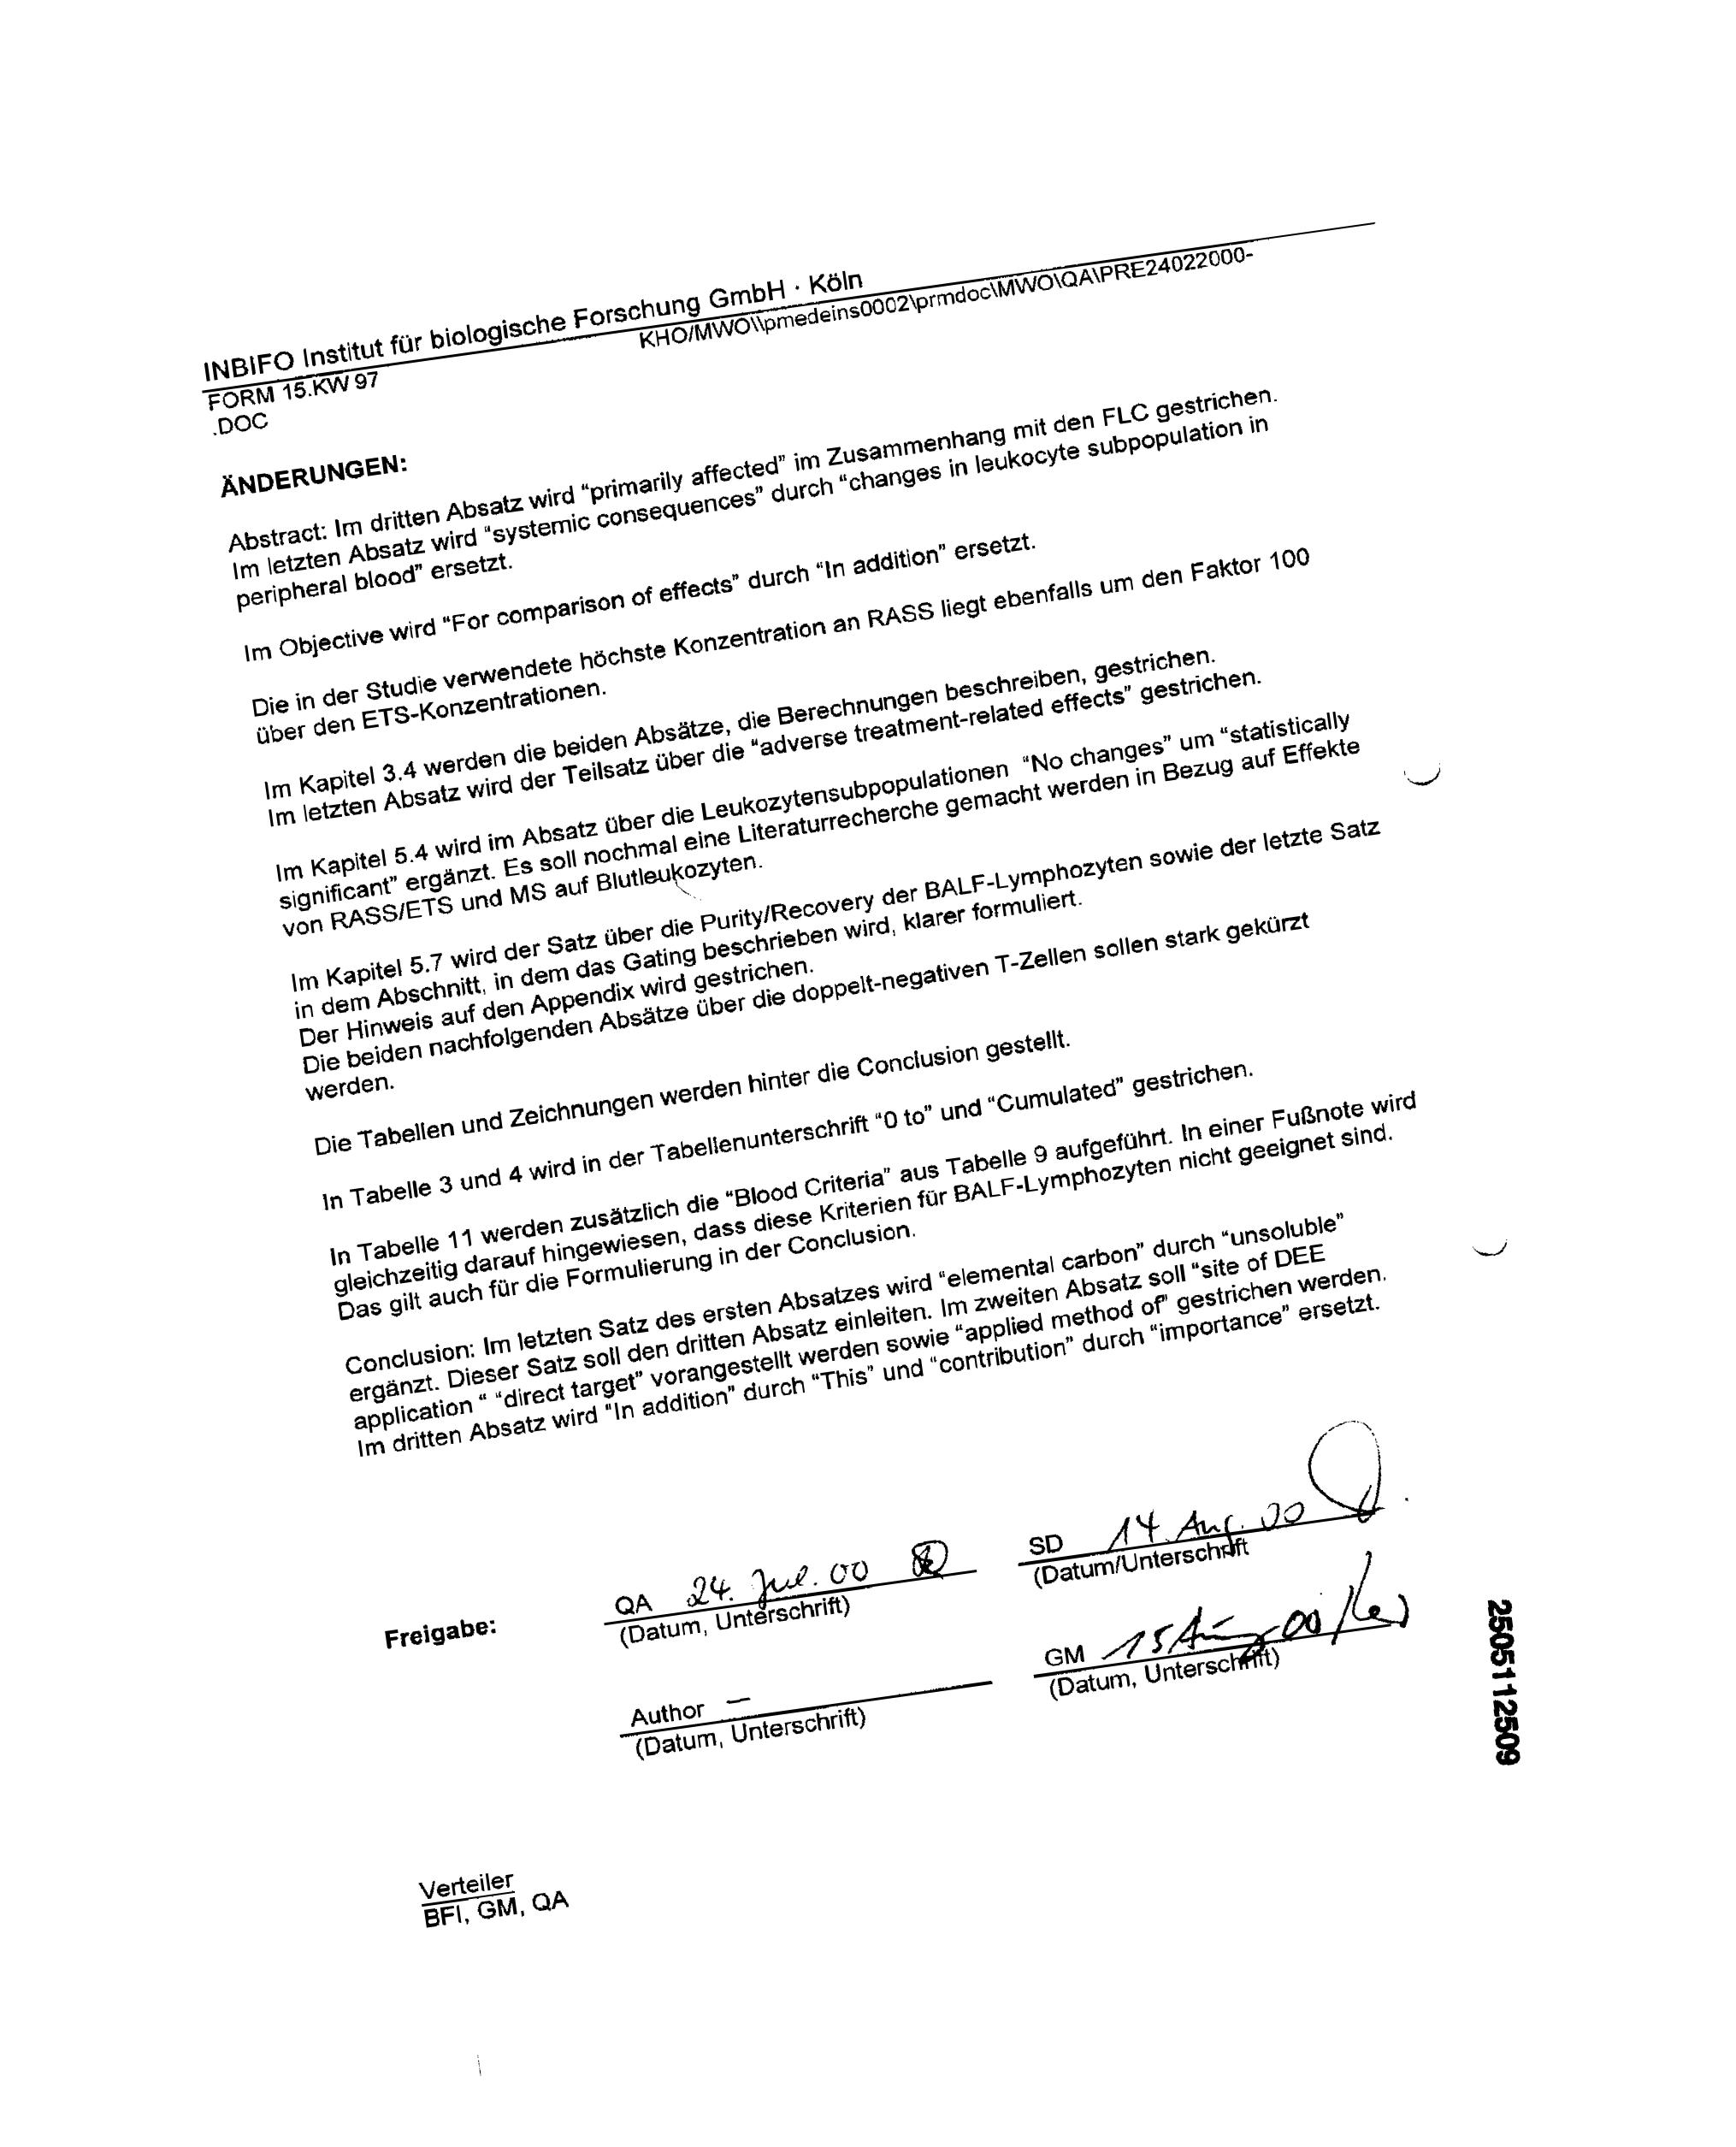 INBIFO Institut für biologische Forschung GmbH · Köln
FORM 15.KW 97 KHO/MWO\\pmedeins0002\prmdoc\MWO\QA\PRE24022000-
.DOC
ÄNDERUNGEN:
Abstract: Im dritten Absatz wird “primarily affected” im Zusammenhang mit den FLC gestrichen.
Im letzten Absatz wird “systemic consequences” durch “changes in leukocyte subpopulation in
peripheral blood” ersetzt.
Im Objective wird “For comparison of effects” durch “In addition” ersetzt.
Die in der Studie verwendete höchste Konzentration an RASS liegt ebenfalls um den Faktor 100
über den ETS-Konzentrationen.
Im Kapitel 3.4 werden die beiden Absätze, die Berechnungen beschreiben, gestrichen.
Im letzten Absatz wird der Teilsatz über die “adverse treatment-related effects” gestrichen.
Im Kapitel 5.4 wird im Absatz über die Leukozytensubpopulationen “No changes” um “statistically
significant” ergänzt. Es soll nochmal eine Literaturrecherche gemacht werden in Bezug auf Effekte
von RASS/ETS und MS auf Blutleukozyten.
Im Kapitel 5.7 wird der Satz über die Purity/Recovery der BALF-Lymphozyten sowie der letzte Satz
in dem Abschnitt, in dem das Gating beschrieben wird, klarer formuliert.
Der Hinweis auf den Appendix wird gestrichen.
Die beiden nachfolgenden Absätze über die doppelt-negativen T-Zellen sollen stark gekürzt
werden.
Die Tabellen und Zeichnungen werden hinter die Conclusion gestellt.
In Tabelle 3 und 4 wird in der Tabellenunterschrift “0 to” und “Cumulated” gestrichen.
In Tabelle 11 werden zusätzlich die “Blood Criteria” aus Tabelle 9 aufgeführt. In einer Fußnote wird
gleichzeitig darauf hingewiesen, dass diese Kriterien für BALF-Lymphozyten nicht geeignet sind.
Das gilt auch für die Formulierung in der Conclusion.
Conclusion: Im letzten Satz des ersten Absatzes wird “elemental carbon” durch “unsoluble”
ergänzt. Dieser Satz soll den dritten Absatz einleiten. Im zweiten Absatz soll “site of DEE
application “ “direct target” vorangestellt werden sowie “applied method of” gestrichen werden.
Im dritten Absatz wird “In addition” durch “This” und “contribution” durch “importance” ersetzt.
Freigabe:
QA 24. Jul. 00
(Datum, Unterschrift)
SD 14 Aug. 00
(Datum/Unterschrift
Author —
(Datum, Unterschrift)
GM 15 Aug 00
(Datum, Unterschrift)
2505112509
Verteiler
BFI, GM, QA